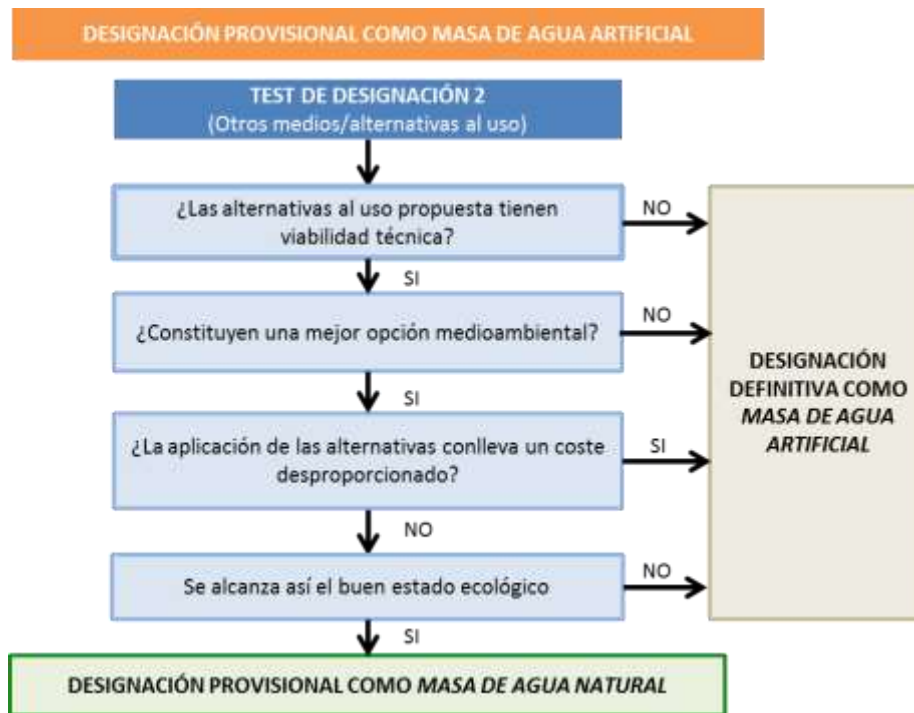 DESIGNACIÓN PROVISIONAL COMO MASA DE AGUA ARTIFICIAL
TEST DE DESIGNACIÓN 2
(Otros medios/alternativas al uso)
¿Las alternativas al uso propuesta tienen
viabilidad técnica?
NO
SI
¿Constituyen una mejor opción medioambiental?
NO
SI
¿La aplicación de las alternativas conlleva un coste
desproporcionado?
SI
NO
Se alcanza así el buen estado ecológico
NO
SI
DESIGNACIÓN
DEFINITIVA COMO
MASA DE AGUA
ARTIFICIAL
DESIGNACIÓN PROVISIONAL COMO MASA DE AGUA NATURAL